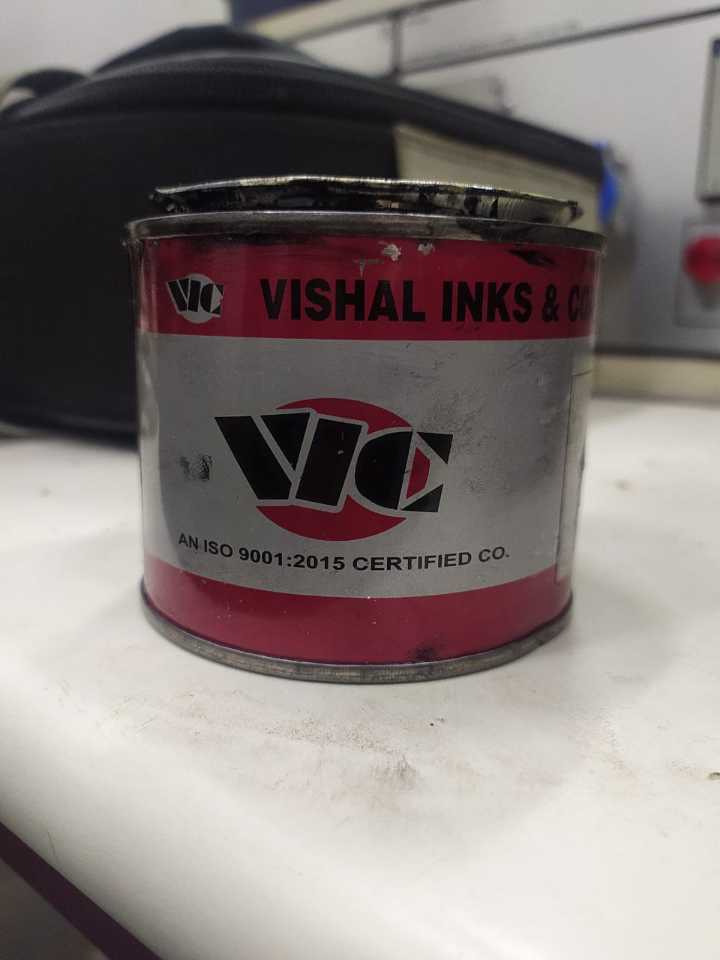 VIC VISHAL INKS &
VIC
AN ISO 9001:2015 CERTIFIED CO.